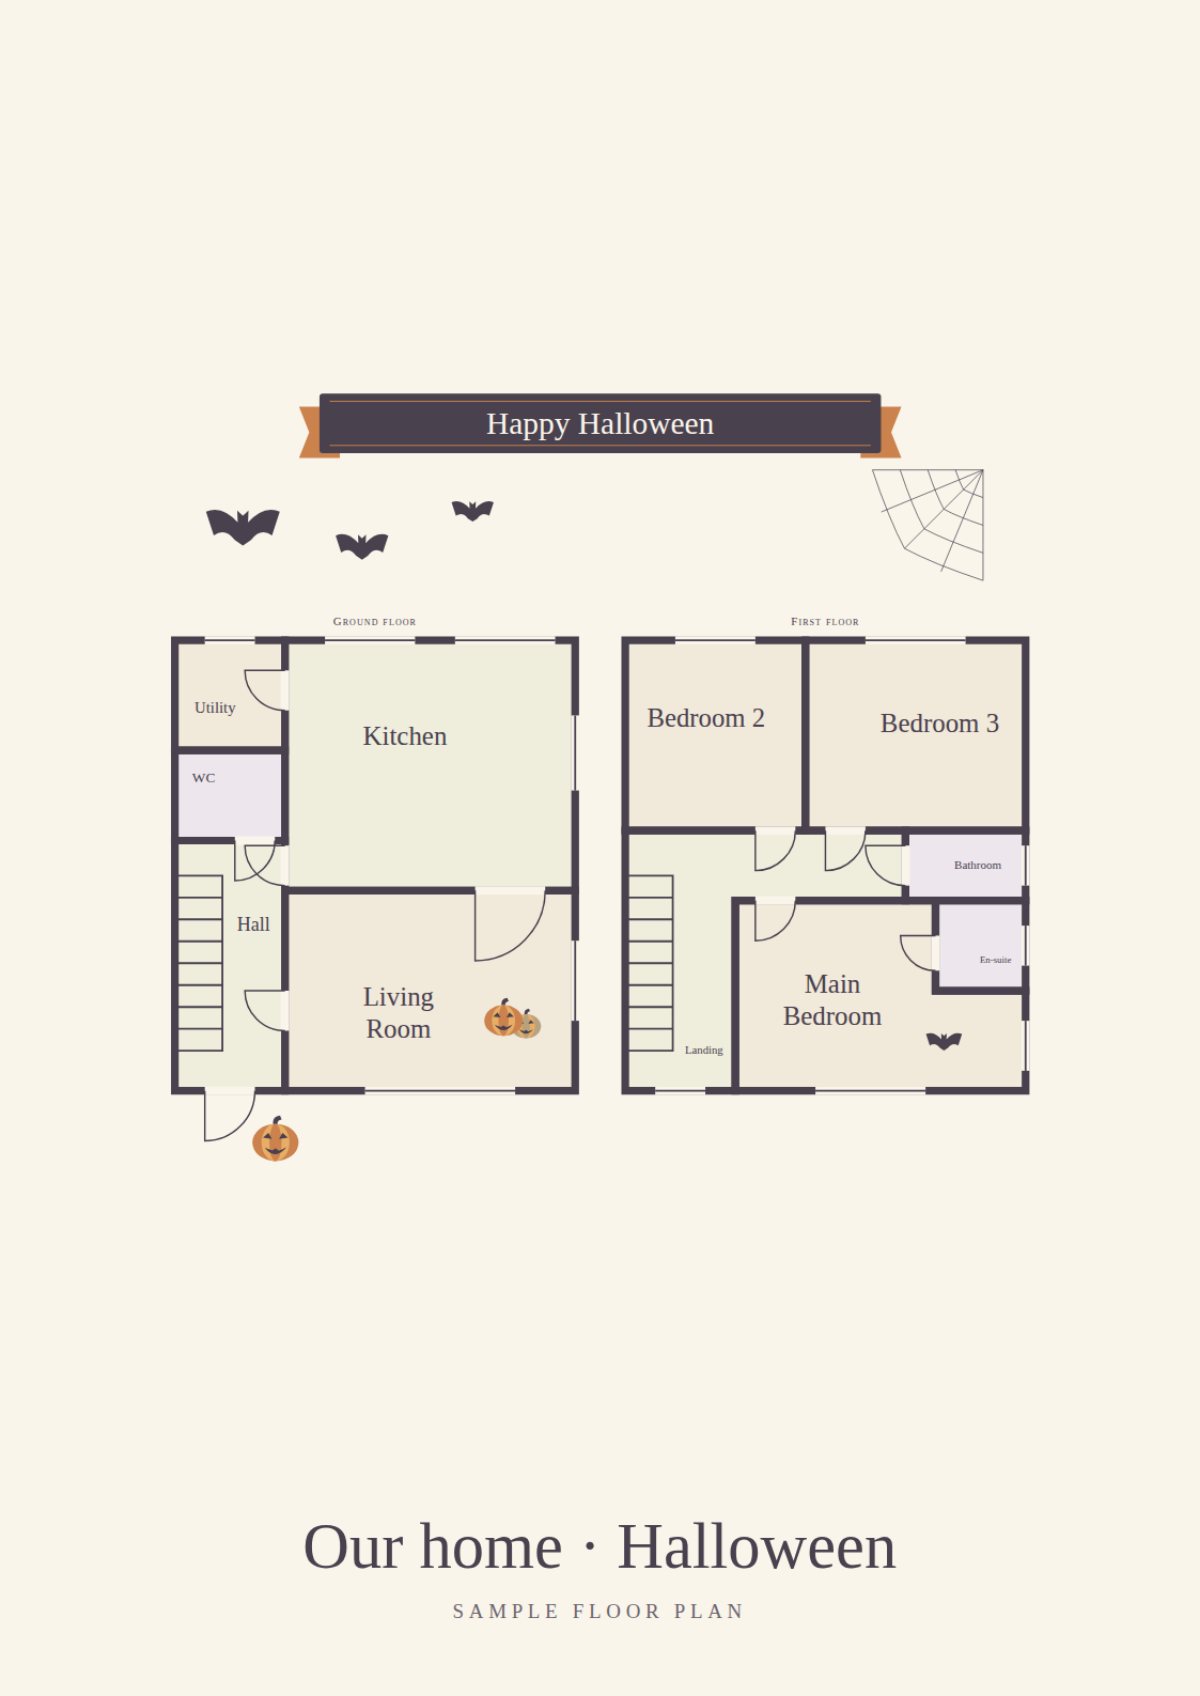 Happy Halloween
Ground floor
First floor
Utility
Kitchen
WC
Hall
Living
Room
Bedroom 2
Bedroom 3
Bathroom
En-suite
Main
Bedroom
Landing
Our home · Halloween
SAMPLE FLOOR PLAN